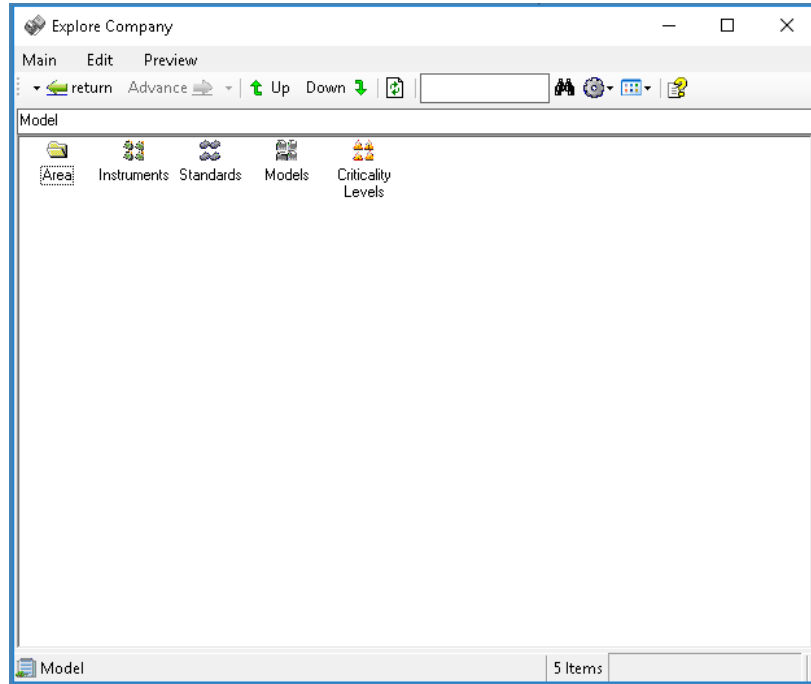 Explore Company
Main Edit Preview
return Advance Up Down
Model
Area Instruments Standards Models Criticality Levels
Model 5 Items